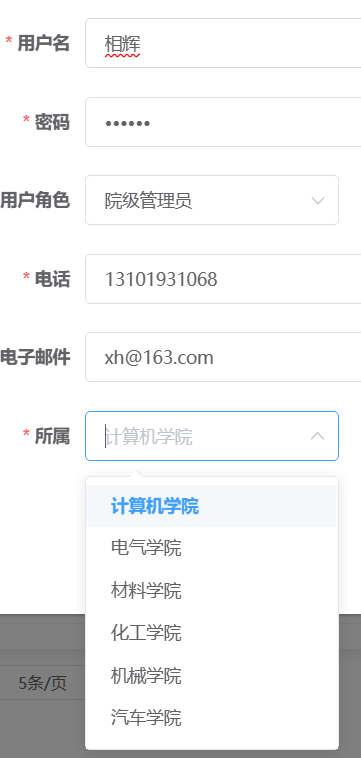 * 用户名 相辉
* 密码 ••••••
用户角色 院级管理员
* 电话 13101931068
电子邮件 xh@163.com
* 所属 计算机学院
计算机学院
电气学院
材料学院
化工学院
机械学院
汽车学院
5条/页